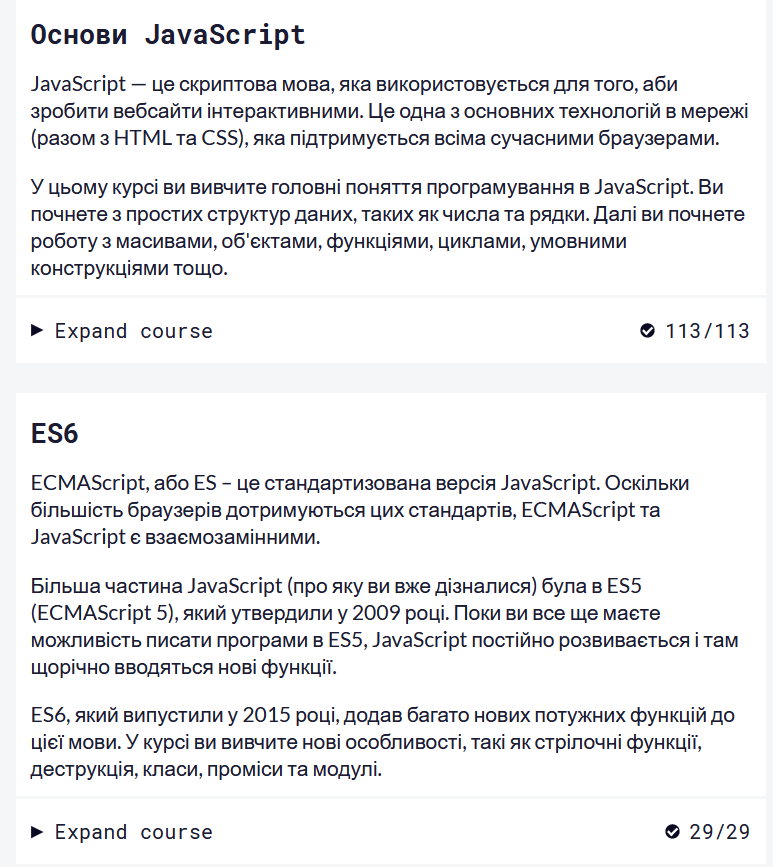 Основи JavaScript
JavaScript — це скриптова мова, яка використовується для того, аби
зробити вебсайти інтерактивними. Це одна з основних технологій в мережі
(разом з HTML та CSS), яка підтримується всіма сучасними браузерами.
У цьому курсі ви вивчите головні поняття програмування в JavaScript. Ви
почнете з простих структур даних, таких як числа та рядки. Далі ви почнете
роботу з масивами, об'єктами, функціями, циклами, умовними
конструкціями тощо.
Expand course 113/113
ES6
ECMAScript, або ES – це стандартизована версія JavaScript. Оскільки
більшість браузерів дотримуються цих стандартів, ECMAScript та
JavaScript є взаємозамінними.
Більша частина JavaScript (про яку ви вже дізналися) була в ES5
(ECMAScript 5), який утвердили у 2009 році. Поки ви все ще маєте
можливість писати програми в ES5, JavaScript постійно розвивається і там
щорічно вводяться нові функції.
ES6, який випустили у 2015 році, додав багато нових потужних функцій до
цієї мови. У курсі ви вивчите нові особливості, такі як стрілочні функції,
деструкція, класи, проміси та модулі.
Expand course 29/29